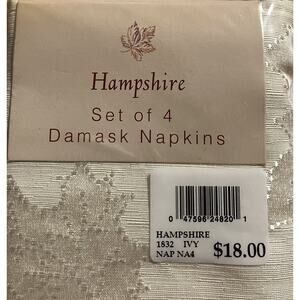 Hampshire
Set of 4
Damask Napkins
0 47596 24820 1
HAMPSHIRE
1832 IVY
NAP NA4 $18.00